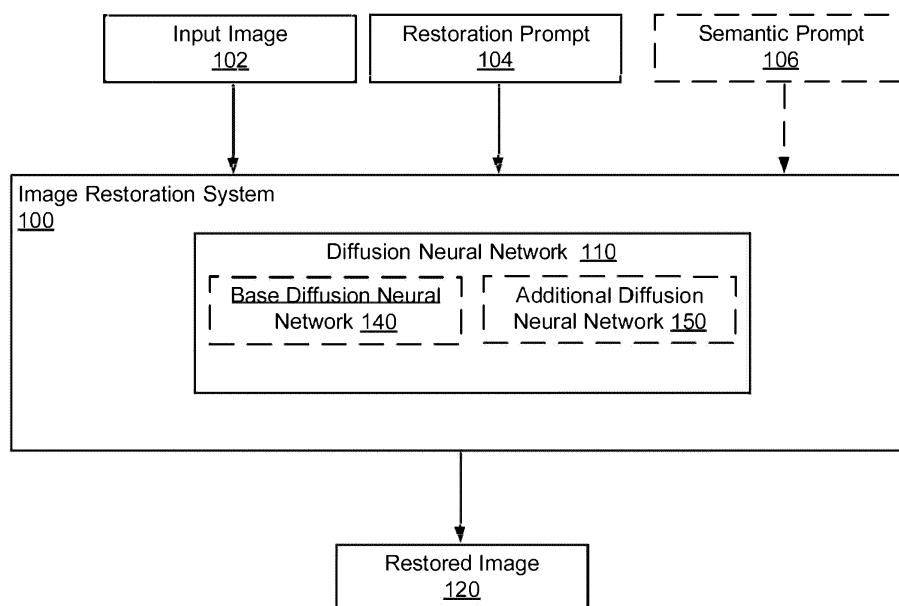 Input Image
102
Restoration Prompt
104
Semantic Prompt
106
Image Restoration System
100
Diffusion Neural Network 110
Base Diffusion Neural
Network 140
Additional Diffusion
Neural Network 150
Restored Image
120